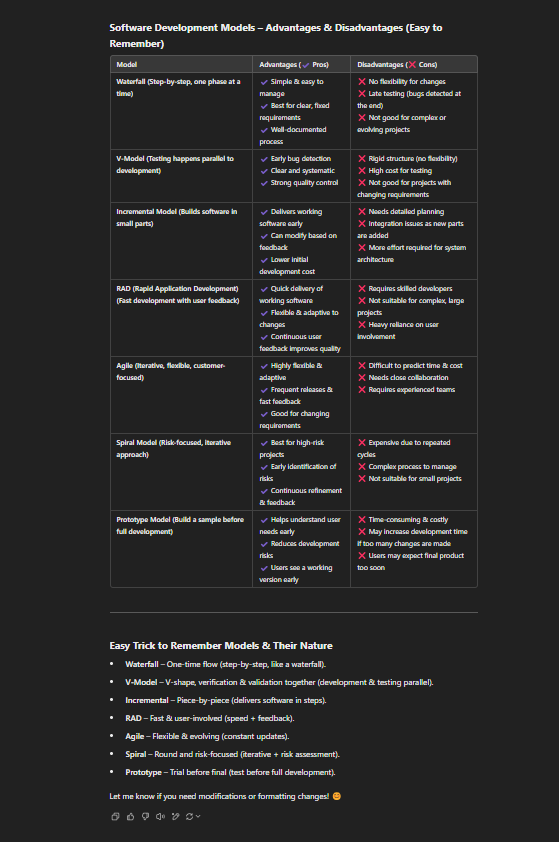 Software Development Models – Advantages & Disadvantages (Easy to
Remember)
Model
Advantages (✔ Pros)
Disadvantages (❌ Cons)
Waterfall (Step-by-step, one phase at a
time)
✔ Simple & easy to
manage
✔ Best for clear, fixed
requirements
✔ Well-documented
process
❌ No flexibility for changes
❌ Late testing (bugs detected at
the end)
❌ Not good for complex or
evolving projects
V-Model (Testing happens parallel to
development)
✔ Early bug detection
✔ Clear and systematic
✔ Strong quality control
❌ Rigid structure (no flexibility)
❌ High cost for testing
❌ Not good for projects with
changing requirements
Incremental Model (Builds software in
small parts)
✔ Delivers working
software early
✔ Can modify based on
feedback
✔ Lower initial
development cost
❌ Needs detailed planning
❌ Integration issues as new parts
are added
❌ More effort required for system
architecture
RAD (Rapid Application Development)
(Fast development with user feedback)
✔ Quick delivery of
working software
✔ Flexible & adaptive to
changes
✔ Continuous user
feedback improves quality
❌ Requires skilled developers
❌ Not suitable for complex, large
projects
❌ Heavy reliance on user
involvement
Agile (Iterative, flexible, customer-
focused)
✔ Highly flexible &
adaptive
✔ Frequent releases &
fast feedback
✔ Good for changing
requirements
❌ Difficult to predict time & cost
❌ Needs close collaboration
❌ Requires experienced teams
Spiral Model (Risk-focused, iterative
approach)
✔ Best for high-risk
projects
✔ Early identification of
risks
✔ Continuous refinement
& feedback
❌ Expensive due to repeated
cycles
❌ Complex process to manage
❌ Not suitable for small projects
Prototype Model (Build a sample before
full development)
✔ Helps understand user
needs early
✔ Reduces development
risks
✔ Users see a working
version early
❌ Time-consuming & costly
❌ May increase development time
if too many changes are made
❌ Users may expect final product
too soon
Easy Trick to Remember Models & Their Nature
• Waterfall – One-time flow (step-by-step, like a waterfall).
• V-Model – V-shape, verification & validation together (development & testing parallel).
• Incremental – Piece-by-piece (delivers software in steps).
• RAD – Fast & user-involved (speed + feedback).
• Agile – Flexible & evolving (constant updates).
• Spiral – Round and risk-focused (iterative + risk assessment).
• Prototype – Trial before final (test before full development).
Let me know if you need modifications or formatting changes! 😊